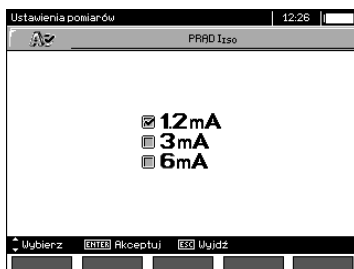 Ustawienia pomiarów 12:26
PRĄD IISO
1.2mA
3mA
6mA
Wybierz ENTER Akceptuj ESC Wyjdź